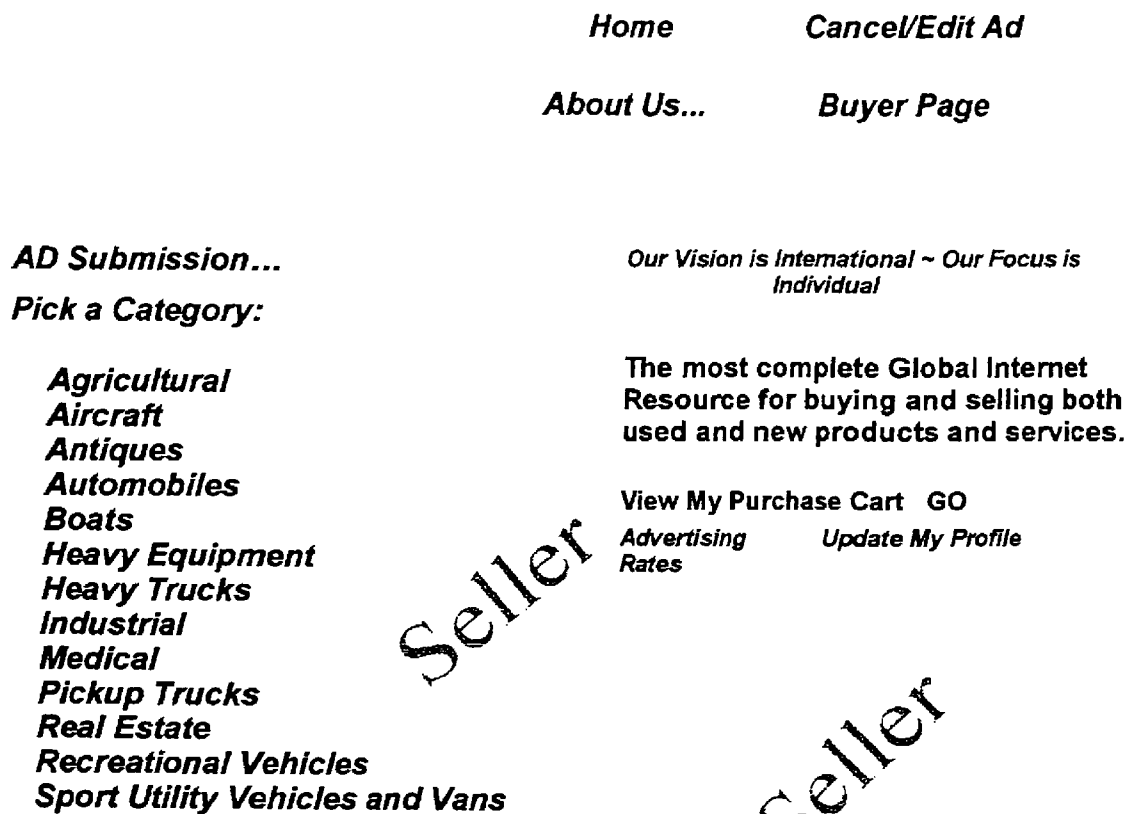 Home Cancel/Edit Ad
About Us... Buyer Page
AD Submission...
Pick a Category:
Agricultural
Aircraft
Antiques
Automobiles
Boats
Heavy Equipment
Heavy Trucks
Industrial
Medical
Pickup Trucks
Real Estate
Recreational Vehicles
Sport Utility Vehicles and Vans
Our Vision is International ~ Our Focus is
Individual
The most complete Global Internet
Resource for buying and selling both
used and new products and services.
View My Purchase Cart GO
Advertising Update My Profile
Rates
Seller
Seller